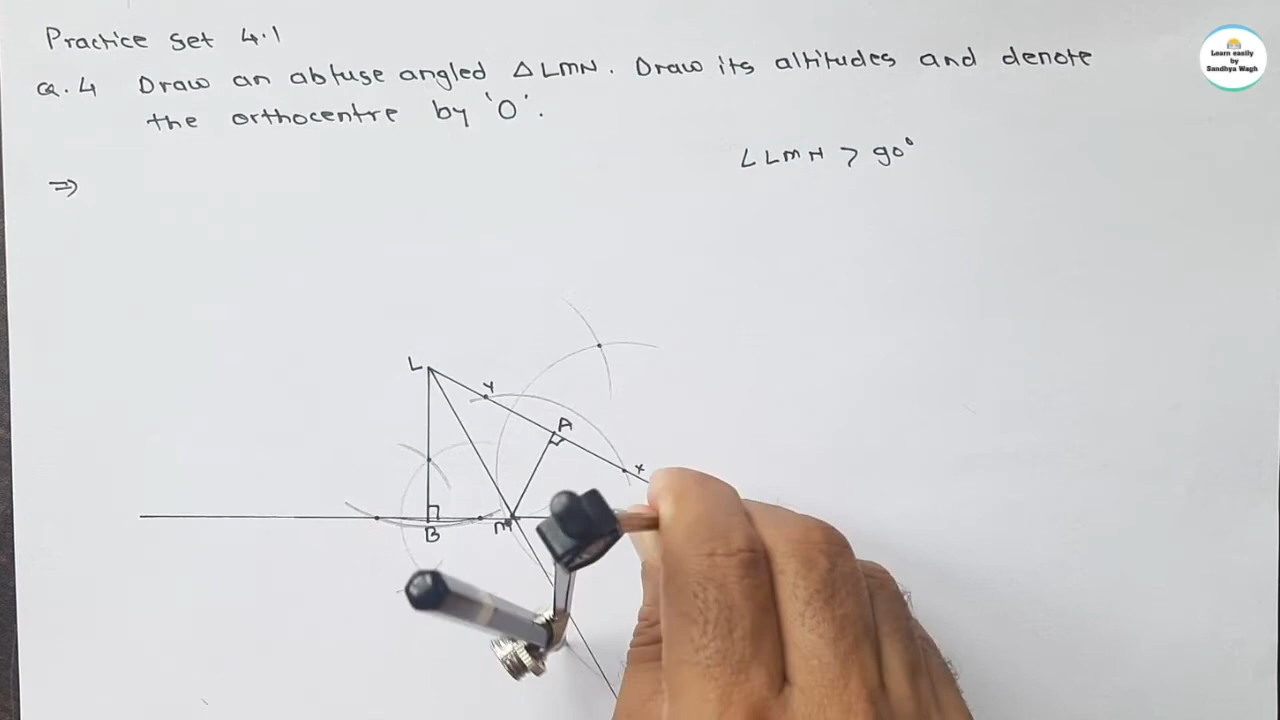 Practice set 4.1
Learn easily
by
Sandhya Wagh
Q.4 Draw an obtuse angled △LMN. Draw its altitudes and denote
the orthocentre by 'O'.
∠LMN > 90°
⇒
L
Y
A
X
B
M